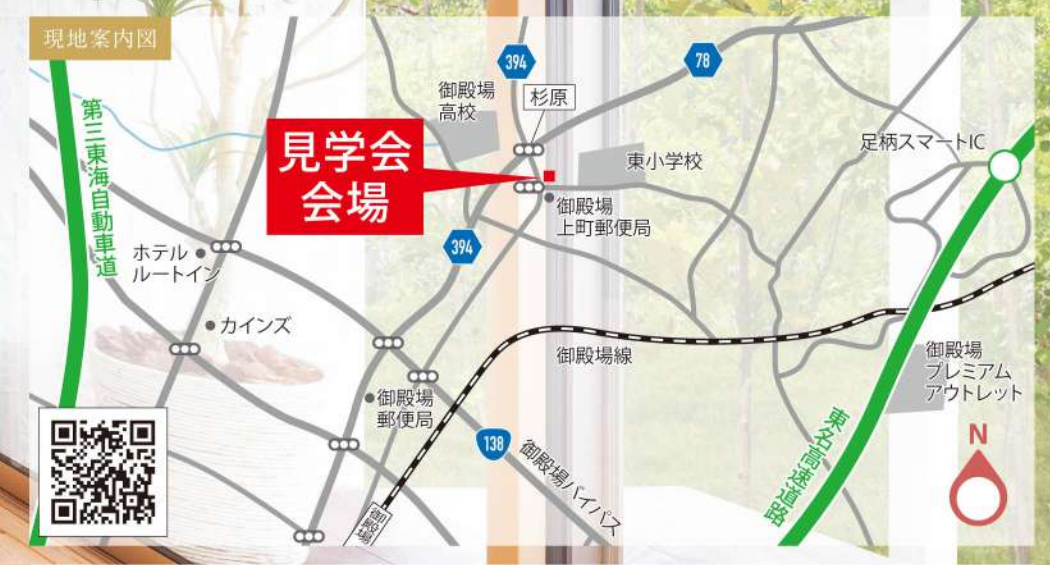 現地案内図
394
78
御殿場
高校
杉原
第三東海自動車道
見学会
会場
東小学校
足柄スマートIC
御殿場
上町郵便局
394
ホテル
ルートイン
カインズ
御殿場線
御殿場
プレミアム
アウトレット
御殿場
郵便局
138
御殿場バイパス
東名高速道路
N
御殿場